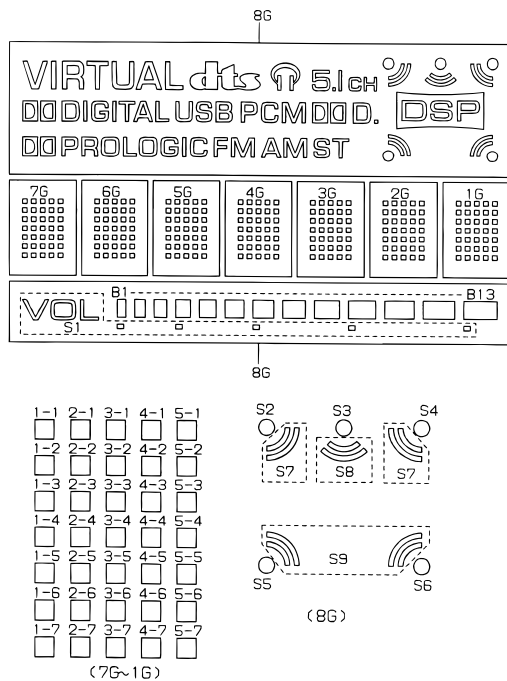 8G
VIRTUAL dts 5.1 CH
DIGITAL USB PCM D. DSP
PROLOGIC FM AM ST
7G 6G 5G 4G 3G 2G 1G
B1 B13
VOL
S1
8G
1-1 2-1 3-1 4-1 5-1
1-2 2-2 3-2 4-2 5-2
1-3 2-3 3-3 4-3 5-3
1-4 2-4 3-4 4-4 5-4
1-5 2-5 3-5 4-5 5-5
1-6 2-6 3-6 4-6 5-6
1-7 2-7 3-7 4-7 5-7
(7G~1G)
S2 S3 S4
S7 S8 S7
S9
S5 S6
(8G)